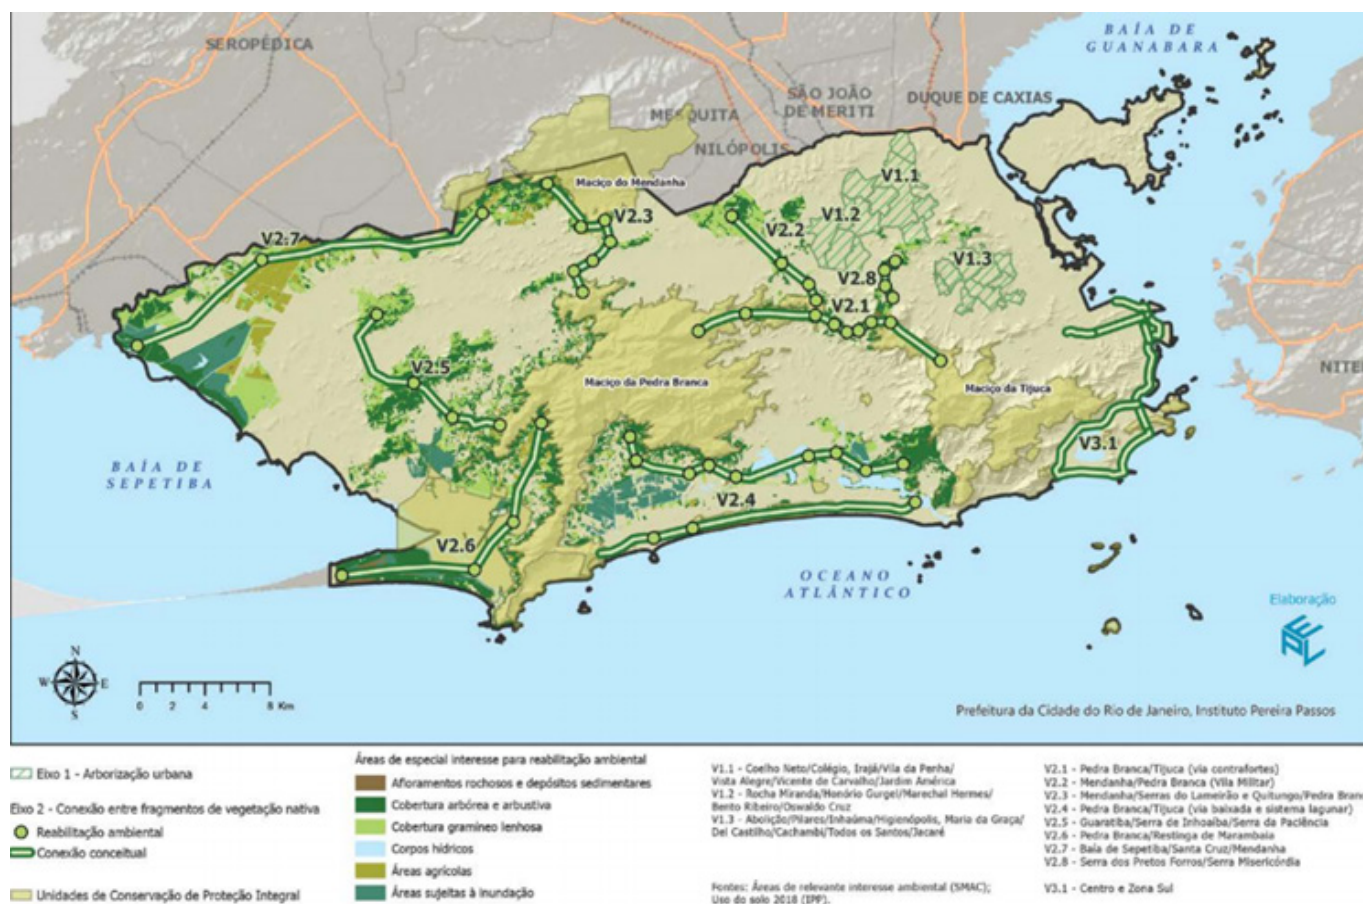 BAÍA DE
GUANABARA
SEROPÉDICA
MESQUITA
SÃO JOÃO
DE MERITI
DUQUE DE CAXIAS
NILÓPOLIS
Maciço do Mendanha
V1.1
V1.2
V2.3
V2.2
V2.7
V1.3
V2.8
V2.1
V2.5
Maciço da Pedra Branca
Maciço da Tijuca
NITE
V3.1
BAÍA DE
SEPETIBA
V2.4
V2.6
OCEANO
ATLÂNTICO
Elaboração
EPL
N
W E
S
0 2 4 8 Km
Prefeitura da Cidade do Rio de Janeiro, Instituto Pereira Passos
Eixo 1 - Arborização urbana
Eixo 2 - Conexão entre fragmentos de vegetação nativa
Reabilitação ambiental
Conexão conceitual
Unidades de Conservação de Proteção Integral
Áreas de especial interesse para reabilitação ambiental
Afloramentos rochosos e depósitos sedimentares
Cobertura arbórea e arbustiva
Cobertura gramíneo lenhosa
Corpos hídricos
Áreas agrícolas
Áreas sujeitas à inundação
V1.1 - Coelho Neto/Colégio, Irajá/Vila da Penha/
Vista Alegre/Vicente de Carvalho/Jardim América
V1.2 - Rocha Miranda/Honório Gurgel/Marechal Hermes/
Bento Ribeiro/Oswaldo Cruz
V1.3 - Abolição/Pilares/Inhaúma/Higienópolis, Maria da Graça/
Del Castilho/Cachambi/Todos os Santos/Jacaré
Fontes: Áreas de relevante interesse ambiental (SMAC);
Uso do solo 2018 (IPP).
V2.1 - Pedra Branca/Tijuca (via contrafortes)
V2.2 - Mendanha/Pedra Branca (Vila Militar)
V2.3 - Mendanha/Serras do Lameirão e Quitungo/Pedra Bran
V2.4 - Pedra Branca/Tijuca (via baixada e sistema lagunar)
V2.5 - Guaratiba/Serra de Inhoaíba/Serra da Paciência
V2.6 - Pedra Branca/Restinga de Marambaia
V2.7 - Baía de Sepetiba/Santa Cruz/Mendanha
V2.8 - Serra dos Pretos Forros/Serra Misericórdia
V3.1 - Centro e Zona Sul